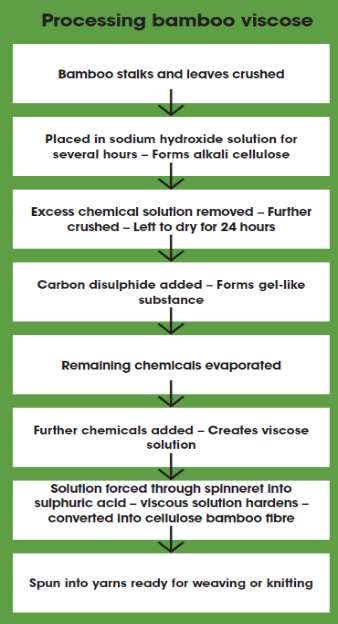 Processing bamboo viscose
Bamboo stalks and leaves crushed
Placed in sodium hydroxide solution for
several hours – Forms alkali cellulose
Excess chemical solution removed – Further
crushed – Left to dry for 24 hours
Carbon disulphide added – Forms gel-like
substance
Remaining chemicals evaporated
Further chemicals added – Creates viscose
solution
Solution forced through spinneret into
sulphuric acid – viscous solution hardens –
converted into cellulose bamboo fibre
Spun into yarns ready for weaving or knitting